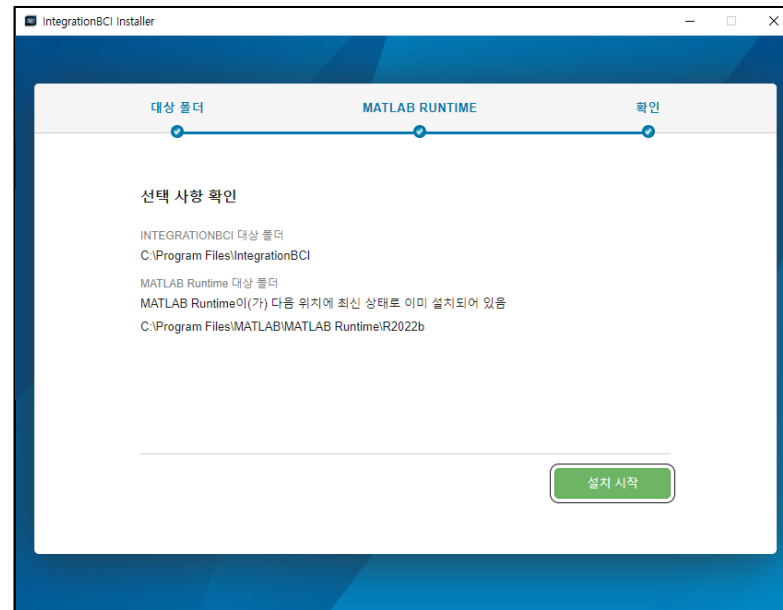 IntegrationBCI Installer
대상 폴더
MATLAB RUNTIME
확인
선택 사항 확인
INTEGRATIONBCI 대상 폴더
C:\Program Files\IntegrationBCI
MATLAB Runtime 대상 폴더
MATLAB Runtime이(가) 다음 위치에 최신 상태로 이미 설치되어 있음
C:\Program Files\MATLAB\MATLAB Runtime\R2022b
설치 시작